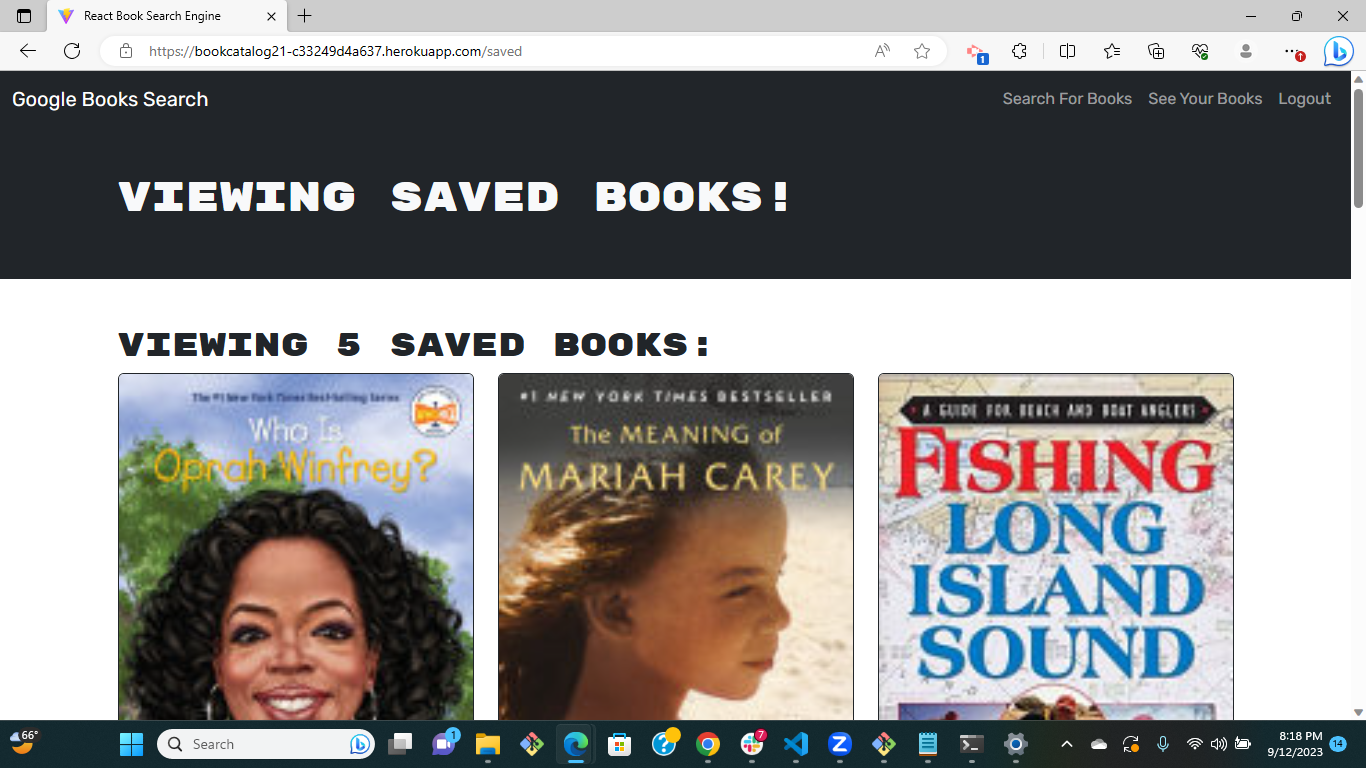 React Book Search Engine
https://bookcatalog21-c33249d4a637.herokuapp.com/saved
1
Google Books Search
Search For Books
See Your Books
Logout
VIEWING SAVED BOOKS!
VIEWING 5 SAVED BOOKS:
The #1 New York Times Best-Selling Series
Who Is
Oprah Winfrey?
#1 NEW YORK TIMES BESTSELLER
The MEANING of
MARIAH CAREY
A GUIDE FOR BEACH AND BOAT ANGLERS
FISHING
LONG
ISLAND
SOUND
66°
Search
1
7
8:18 PM
9/12/2023
14